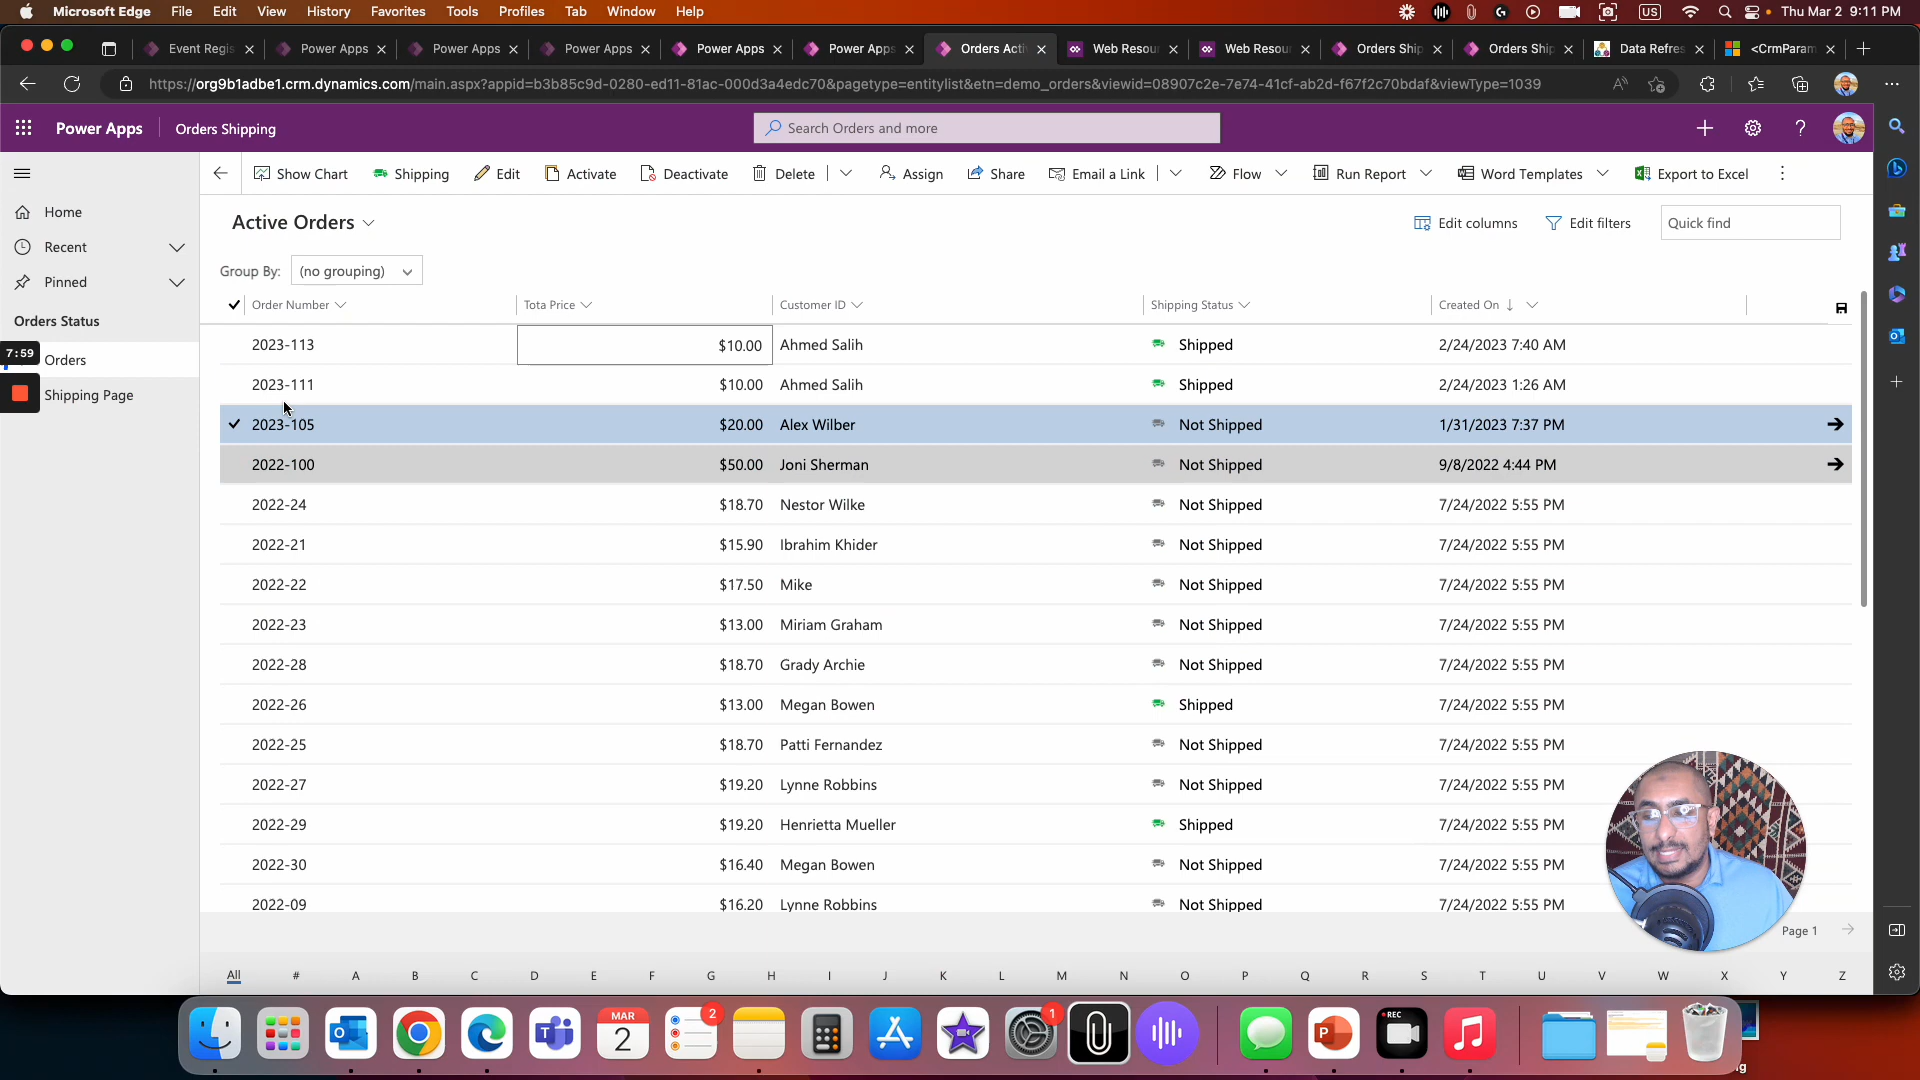 Microsoft Edge File Edit View History Favorites Tools Profiles Tab Window Help US Thu Mar 2 9:11 PM
Event Regis Power Apps Power Apps Power Apps Power Apps Power Apps Orders Acti Web Resou Web Resou Orders Ship Orders Ship Data Refres <CrmParam
https://org9b1adbe1.crm.dynamics.com/main.aspx?appid=b3b85c9d-0280-ed11-81ac-000d3a4edc70&pagetype=entitylist&etn=demo_orders&viewid=08907c2e-7e74-41cf-ab2d-f67f2c70bdaf&viewType=1039
Power Apps Orders Shipping Search Orders and more
Show Chart Shipping Edit Activate Deactivate Delete Assign Share Email a Link Flow Run Report Word Templates Export to Excel
Home
Recent
Pinned
Orders Status
7:59
Orders
Shipping Page
Active Orders Edit columns Edit filters Quick find
Group By: (no grouping)
Order Number Tota Price Customer ID Shipping Status Created On
2023-113 $10.00 Ahmed Salih Shipped 2/24/2023 7:40 AM
2023-111 $10.00 Ahmed Salih Shipped 2/24/2023 1:26 AM
2023-105 $20.00 Alex Wilber Not Shipped 1/31/2023 7:37 PM
2022-100 $50.00 Joni Sherman Not Shipped 9/8/2022 4:44 PM
2022-24 $18.70 Nestor Wilke Not Shipped 7/24/2022 5:55 PM
2022-21 $15.90 Ibrahim Khider Not Shipped 7/24/2022 5:55 PM
2022-22 $17.50 Mike Not Shipped 7/24/2022 5:55 PM
2022-23 $13.00 Miriam Graham Not Shipped 7/24/2022 5:55 PM
2022-28 $18.70 Grady Archie Not Shipped 7/24/2022 5:55 PM
2022-26 $13.00 Megan Bowen Shipped 7/24/2022 5:55 PM
2022-25 $18.70 Patti Fernandez Not Shipped 7/24/2022 5:55 PM
2022-27 $19.20 Lynne Robbins Not Shipped 7/24/2022 5:55 PM
2022-29 $19.20 Henrietta Mueller Shipped 7/24/2022 5:55 PM
2022-30 $16.40 Megan Bowen Not Shipped 7/24/2022 5:55 PM
2022-09 $16.20 Lynne Robbins Not Shipped 7/24/2022 5:55 PM
Page 1
All # A B C D E F G H I J K L M N O P Q R S T U V W X Y Z
MAR
2
2
1
REC